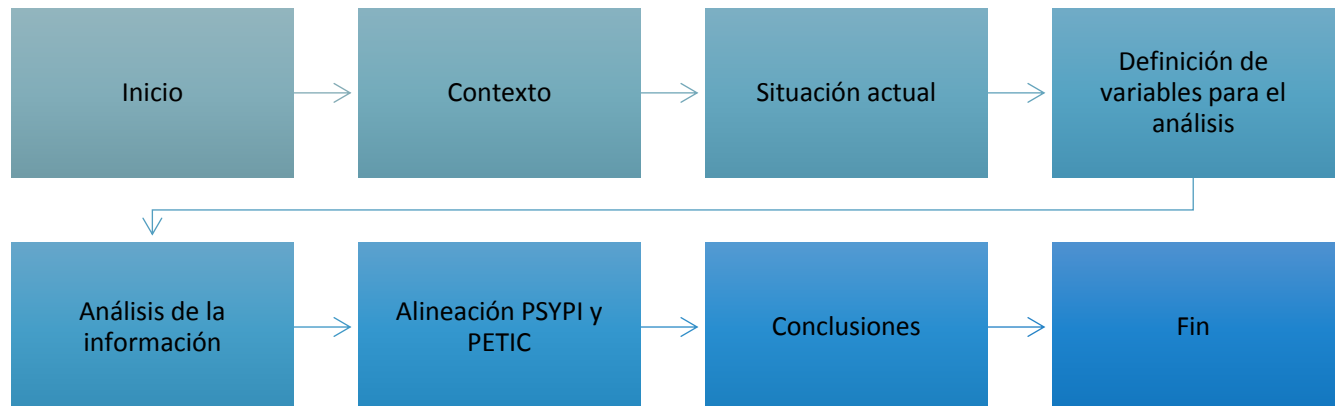 Inicio
Contexto
Situación actual
Definición de
variables para el
análisis
Análisis de la
información
Alineación PSYPI y
PETIC
Conclusiones
Fin